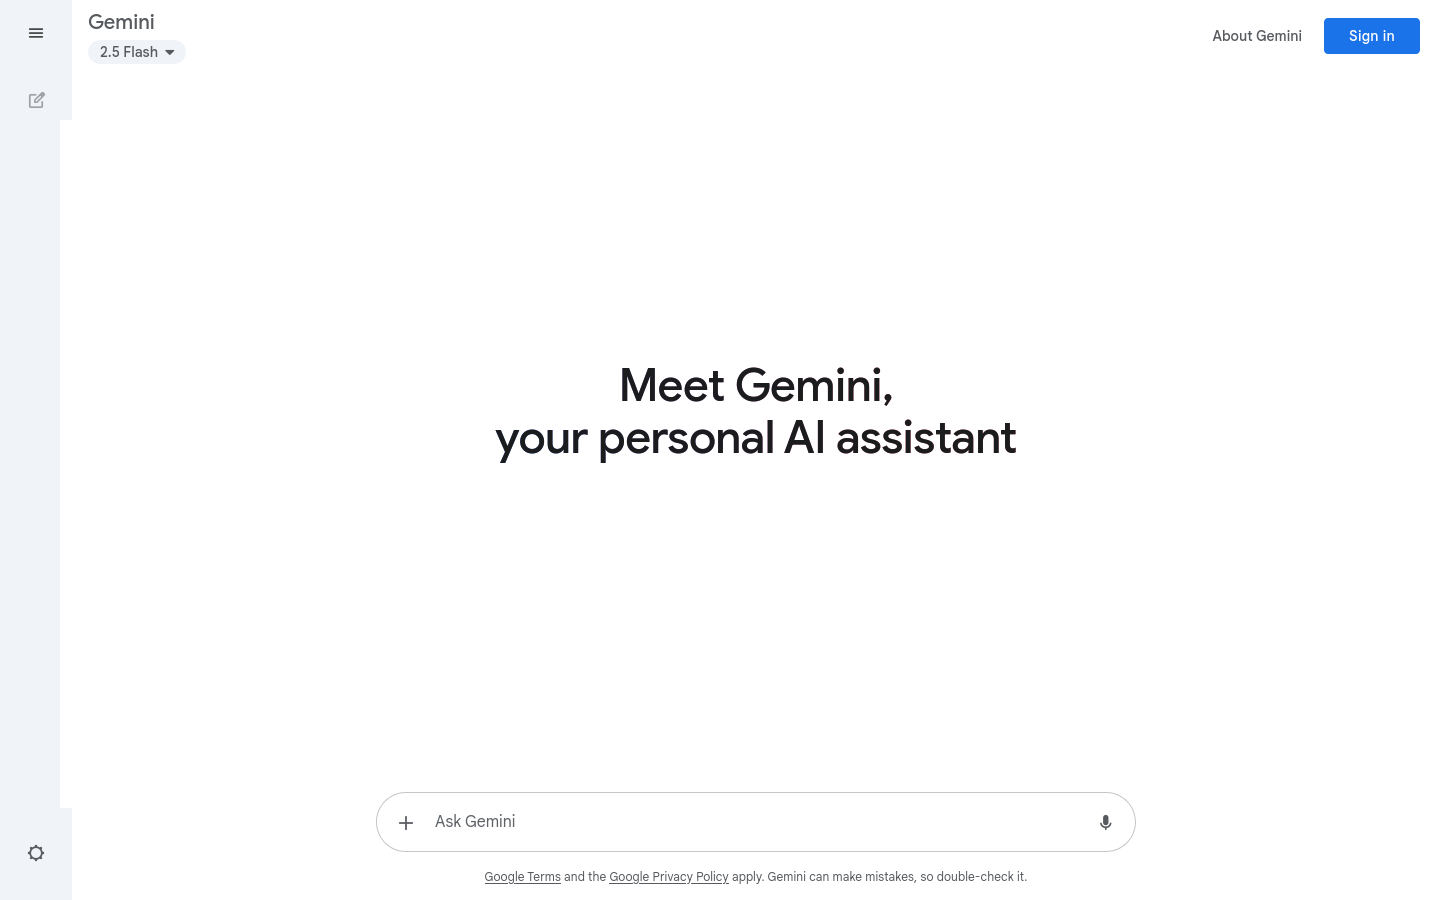 Gemini
2.5 Flash
About Gemini
Sign in
Meet Gemini,
your personal AI assistant
Ask Gemini
Google Terms and the Google Privacy Policy apply. Gemini can make mistakes, so double-check it.